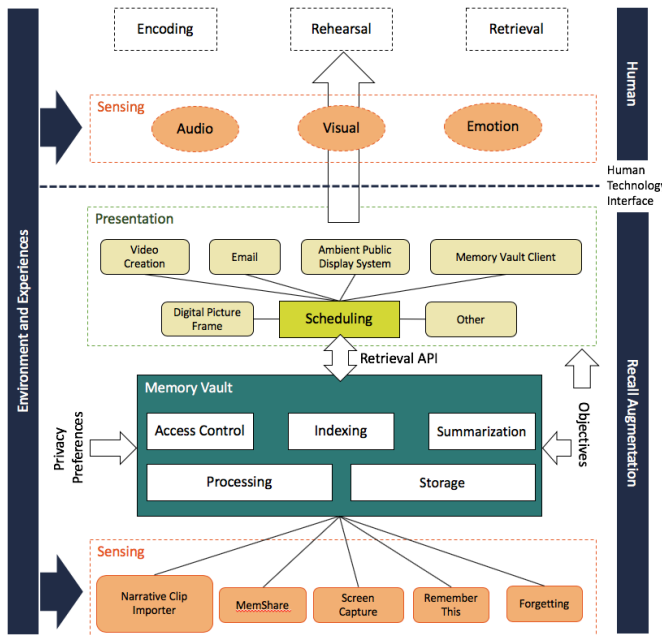 Encoding
Rehearsal
Retrieval
Human
Sensing
Audio
Visual
Emotion
Human
Technology
Interface
Environment and Experiences
Presentation
Video
Creation
Email
Ambient Public
Display System
Memory Vault Client
Digital Picture
Frame
Scheduling
Other
Retrieval API
Recall Augmentation
Memory Vault
Access Control
Indexing
Summarization
Processing
Storage
Privacy
Preferences
Objectives
Sensing
Narrative Clip
Importer
MemShare
Screen
Capture
Remember
This
Forgetting